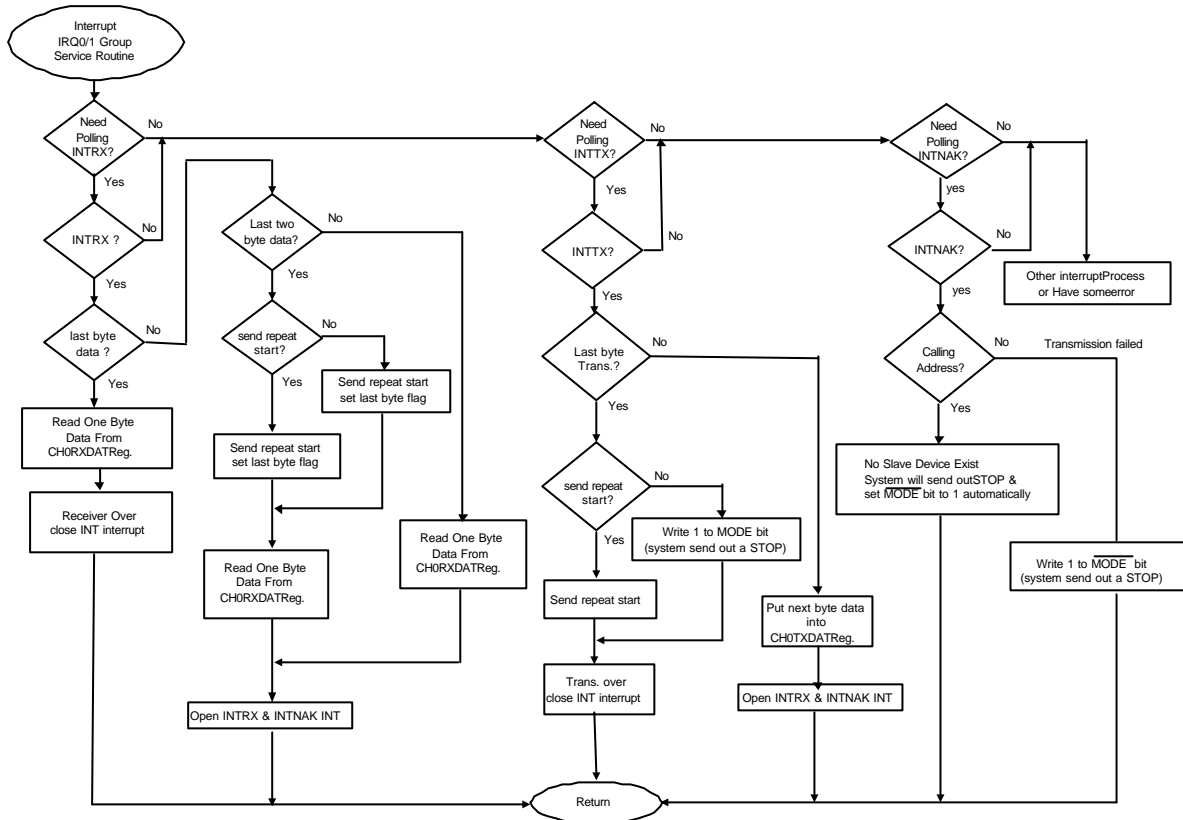 Interrupt
IRQ0/1 Group
Service Routine
Need
Polling
INTRX?
No
Yes
INTRX ?
No
Yes
last byte
data ?
No
Yes
Read One Byte
Data From
CH0RXDATReg.
Receiver Over
close INT interrupt
Last two
byte data?
No
Yes
send repeat
start?
No
Yes
Send repeat start
set last byte flag
Send repeat start
set last byte flag
Read One Byte
Data From
CH0RXDATReg.
Read One Byte
Data From
CH0RXDATReg.
Open INTRX & INTNAK INT
Need
Polling
INTTX?
No
Yes
INTTX?
No
Yes
Last byte
Trans.?
No
Yes
send repeat
start?
No
Yes
Write 1 to MODE bit
(system send out a STOP)
Send repeat start
Trans. over
close INT interrupt
Put next byte data
into
CH0TXDATReg.
Open INTRX & INTNAK INT
Need
Polling
INTNAK?
No
yes
INTNAK?
No
yes
Other interruptProcess
or Have someerror
Calling
Address?
No
Transmission failed
Yes
No Slave Device Exist
System will send outSTOP &
set MODE bit to 1 automatically
Write 1 to MODE bit
(system send out a STOP)
Return